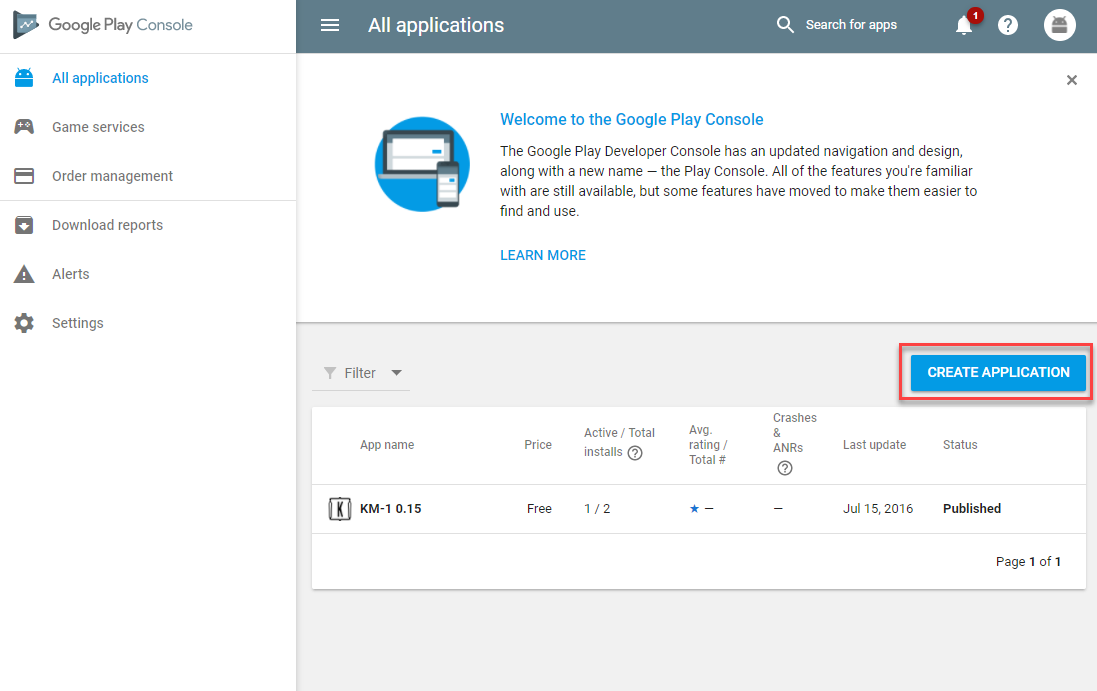 Google Play Console
All applications
Search for apps
1
All applications
Game services
Order management
Download reports
Alerts
Settings
Welcome to the Google Play Console
The Google Play Developer Console has an updated navigation and design,
along with a new name — the Play Console. All of the features you're familiar
with are still available, but some features have moved to make them easier to
find and use.
LEARN MORE
Filter
CREATE APPLICATION
App name
Price
Active / Total
installs
Avg.
rating /
Total #
Crashes
&
ANRs
Last update
Status
K
KM-1 0.15
Free
1 / 2
★ —
—
Jul 15, 2016
Published
Page 1 of 1